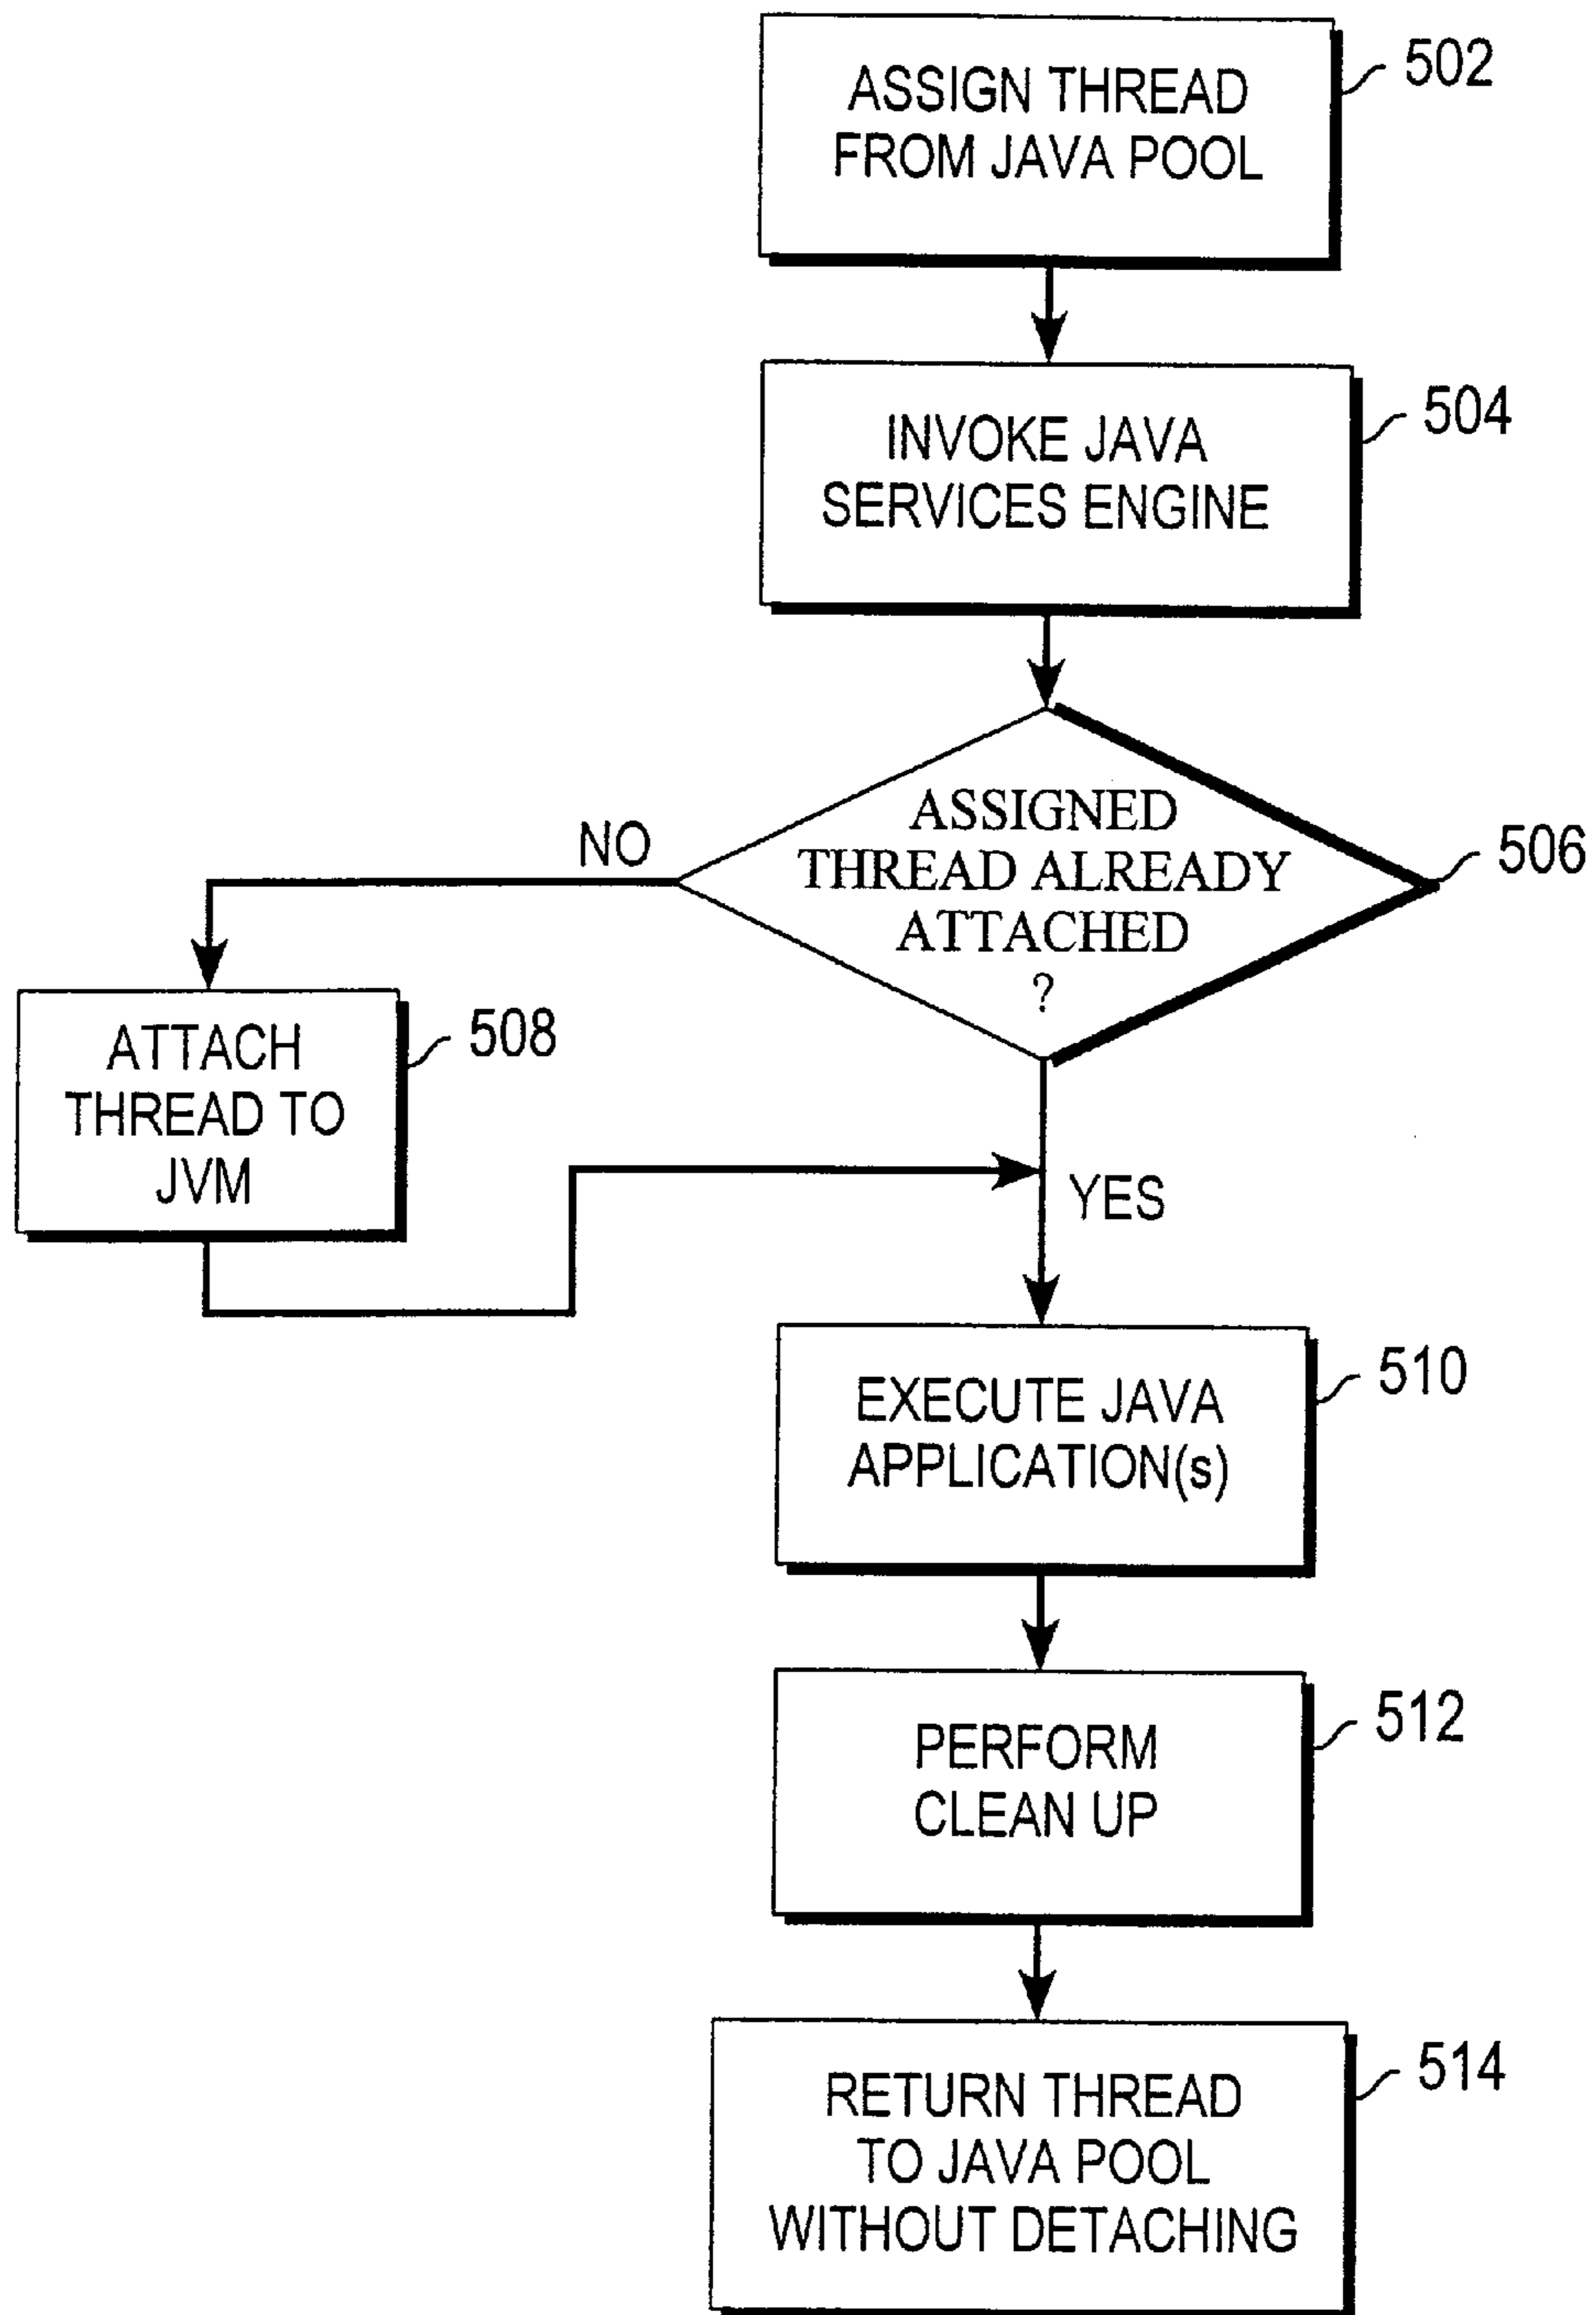 ASSIGN THREAD
FROM JAVA POOL
502
INVOKE JAVA
SERVICES ENGINE
504
ASSIGNED
THREAD ALREADY
ATTACHED
?
506
NO
ATTACH
THREAD TO
JVM
508
YES
EXECUTE JAVA
APPLICATION(s)
510
PERFORM
CLEAN UP
512
RETURN THREAD
TO JAVA POOL
WITHOUT DETACHING
514